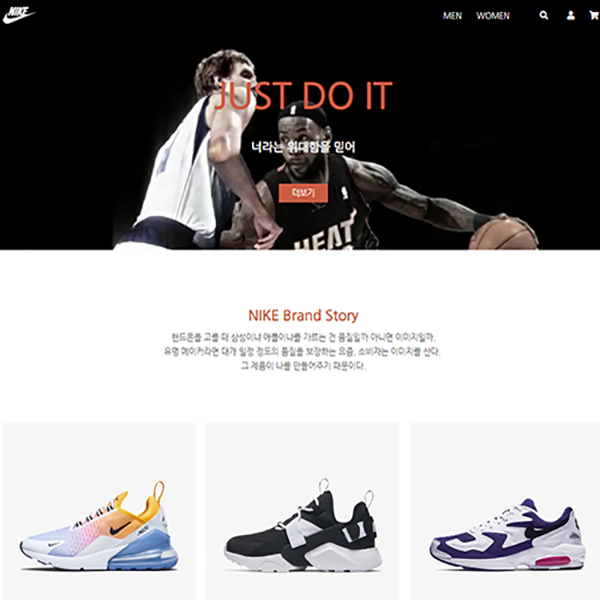 NIKE
MEN WOMEN
JUST DO IT
너라는 위대함을 믿어
더보기
HEAT
NIKE Brand Story
핸드폰을 고를 때 삼성이냐 애플이냐를 가르는 건 품질일까 아니면 이미지일까.
유명 메이커라면 대개 일정 정도의 품질을 보장하는 요즘, 소비자는 이미지를 산다.
그 제품이 나를 만들어주기 때문이다.